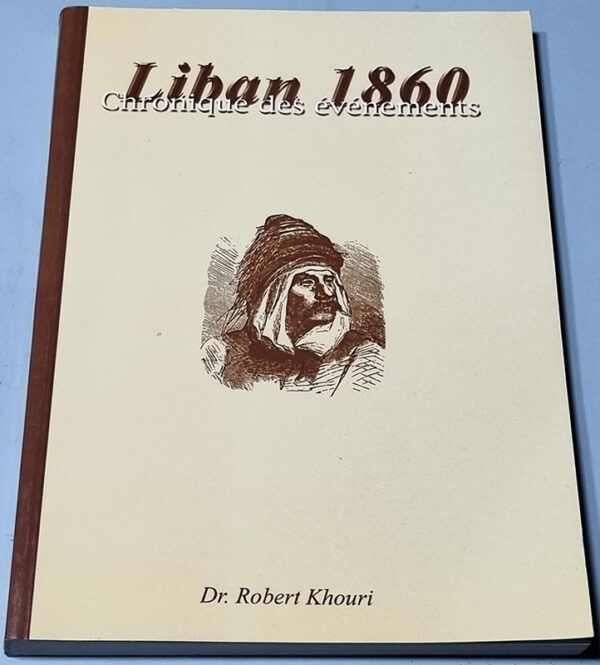 Liban 1860
Chronique des événements
Dr. Robert Khouri